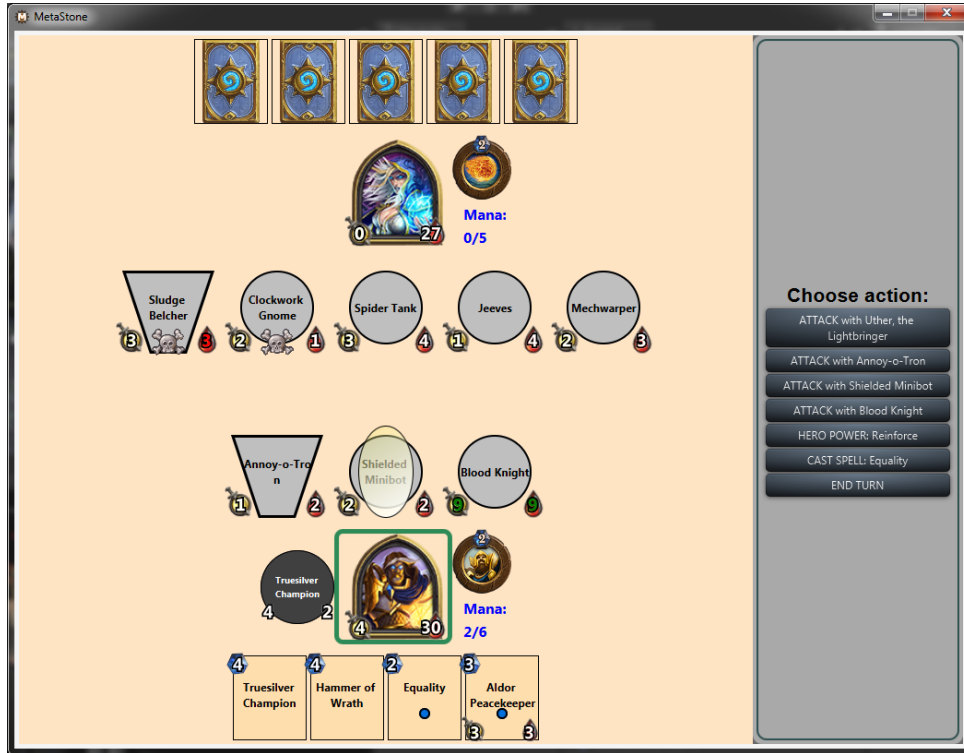 MetaStone
2
Mana:
0 27 0/5
Sludge Belcher
Clockwork Gnome
Spider Tank
Jeeves
Mechwarper
3 3 2 1 3 4 1 4 2 3
Choose action:
ATTACK with Uther, the
Lightbringer
ATTACK with Annoy-o-Tron
ATTACK with Shielded Minibot
ATTACK with Blood Knight
HERO POWER: Reinforce
CAST SPELL: Equality
END TURN
Annoy-o-Tro
n
Shielded
Minibot
Blood Knight
1 2 2 2 9 9
Truesilver
Champion
4 2
2
4 30
Mana:
2/6
4 4 2 3
Truesilver
Champion
Hammer of
Wrath
Equality
Aldor
Peacekeeper
3 3